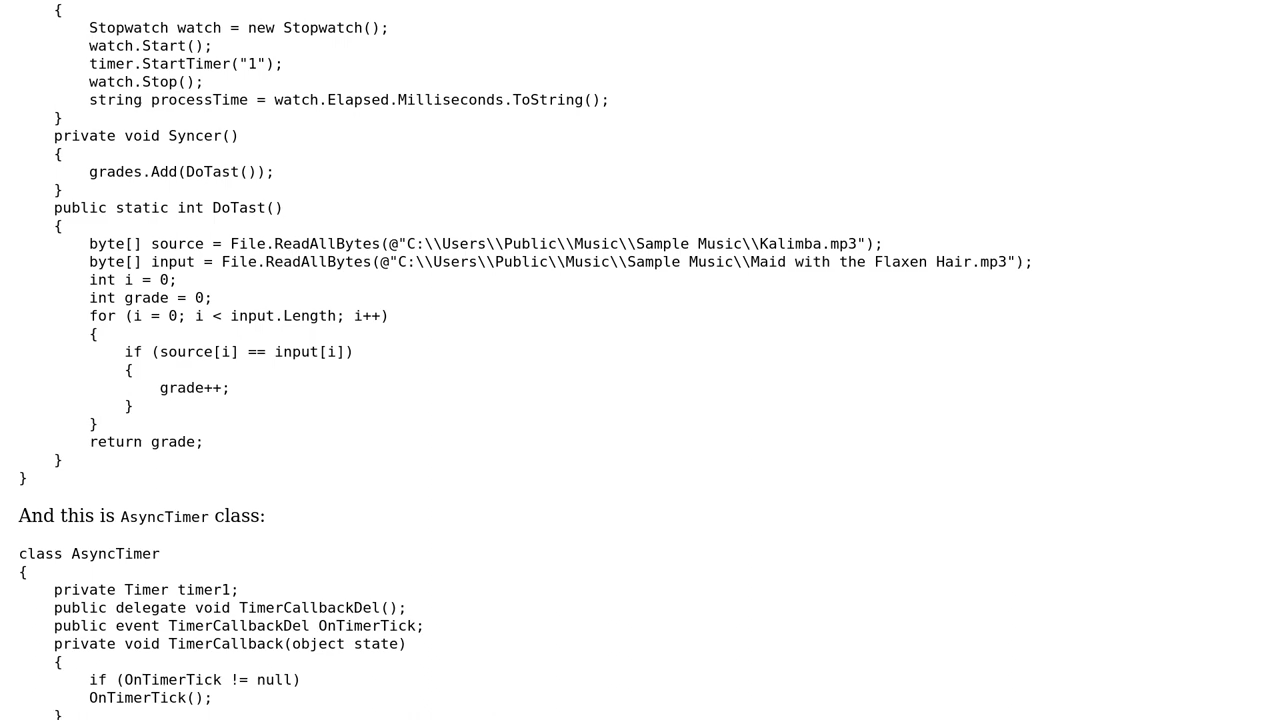 {
Stopwatch watch = new Stopwatch();
watch.Start();
timer.StartTimer("1");
watch.Stop();
string processTime = watch.Elapsed.Milliseconds.ToString();
}
private void Syncer()
{
grades.Add(DoTast());
}
public static int DoTast()
{
byte[] source = File.ReadAllBytes(@"C:\\Users\\Public\\Music\\Sample Music\\Kalimba.mp3");
byte[] input = File.ReadAllBytes(@"C:\\Users\\Public\\Music\\Sample Music\\Maid with the Flaxen Hair.mp3");
int i = 0;
int grade = 0;
for (i = 0; i < input.Length; i++)
{
if (source[i] == input[i])
{
grade++;
}
}
return grade;
}
}
And this is AsyncTimer class:
class AsyncTimer
{
private Timer timer1;
public delegate void TimerCallbackDel();
public event TimerCallbackDel OnTimerTick;
private void TimerCallback(object state)
{
if (OnTimerTick != null)
OnTimerTick();
}